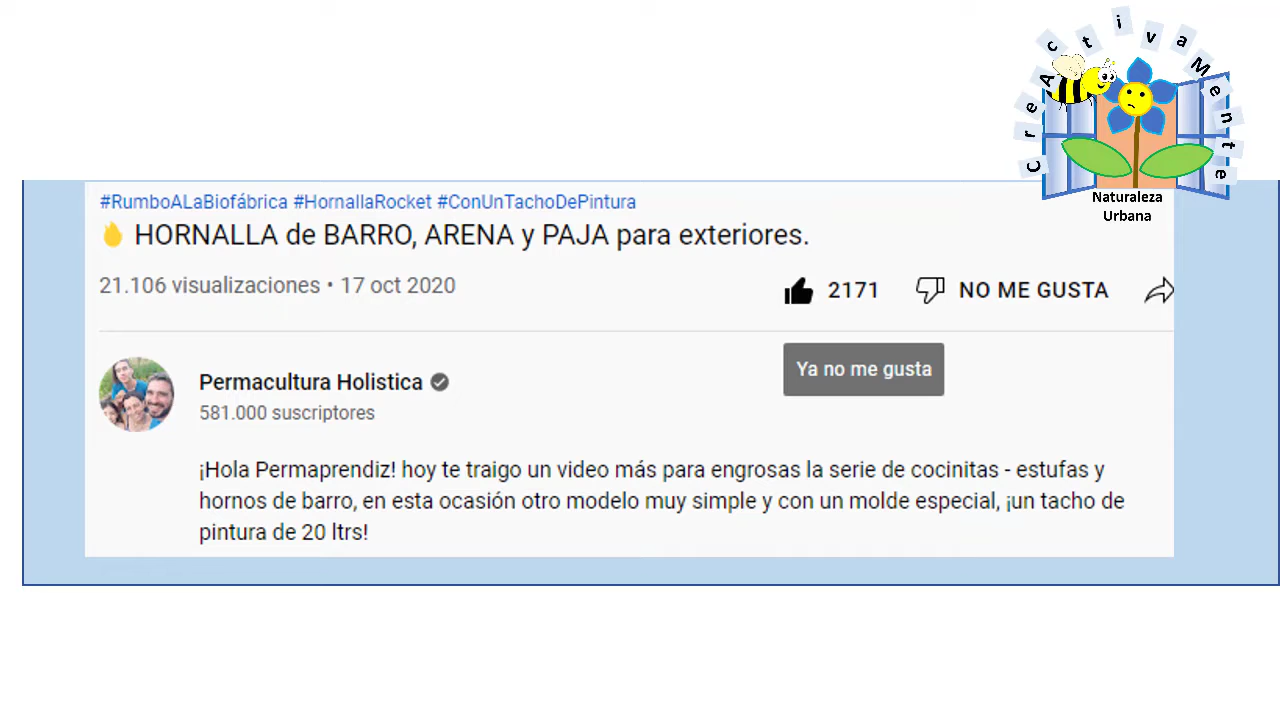 CreActivaMente
Naturaleza
Urbana
#RumboALaBiofábrica #HornallaRocket #ConUnTachoDePintura
HORNALLA de BARRO, ARENA y PAJA para exteriores.
21.106 visualizaciones • 17 oct 2020
2171 NO ME GUSTA
Ya no me gusta
Permacultura Holistica
581.000 suscriptores
¡Hola Permaprendiz! hoy te traigo un video más para engrosas la serie de cocinitas - estufas y
hornos de barro, en esta ocasión otro modelo muy simple y con un molde especial, ¡un tacho de
pintura de 20 ltrs!